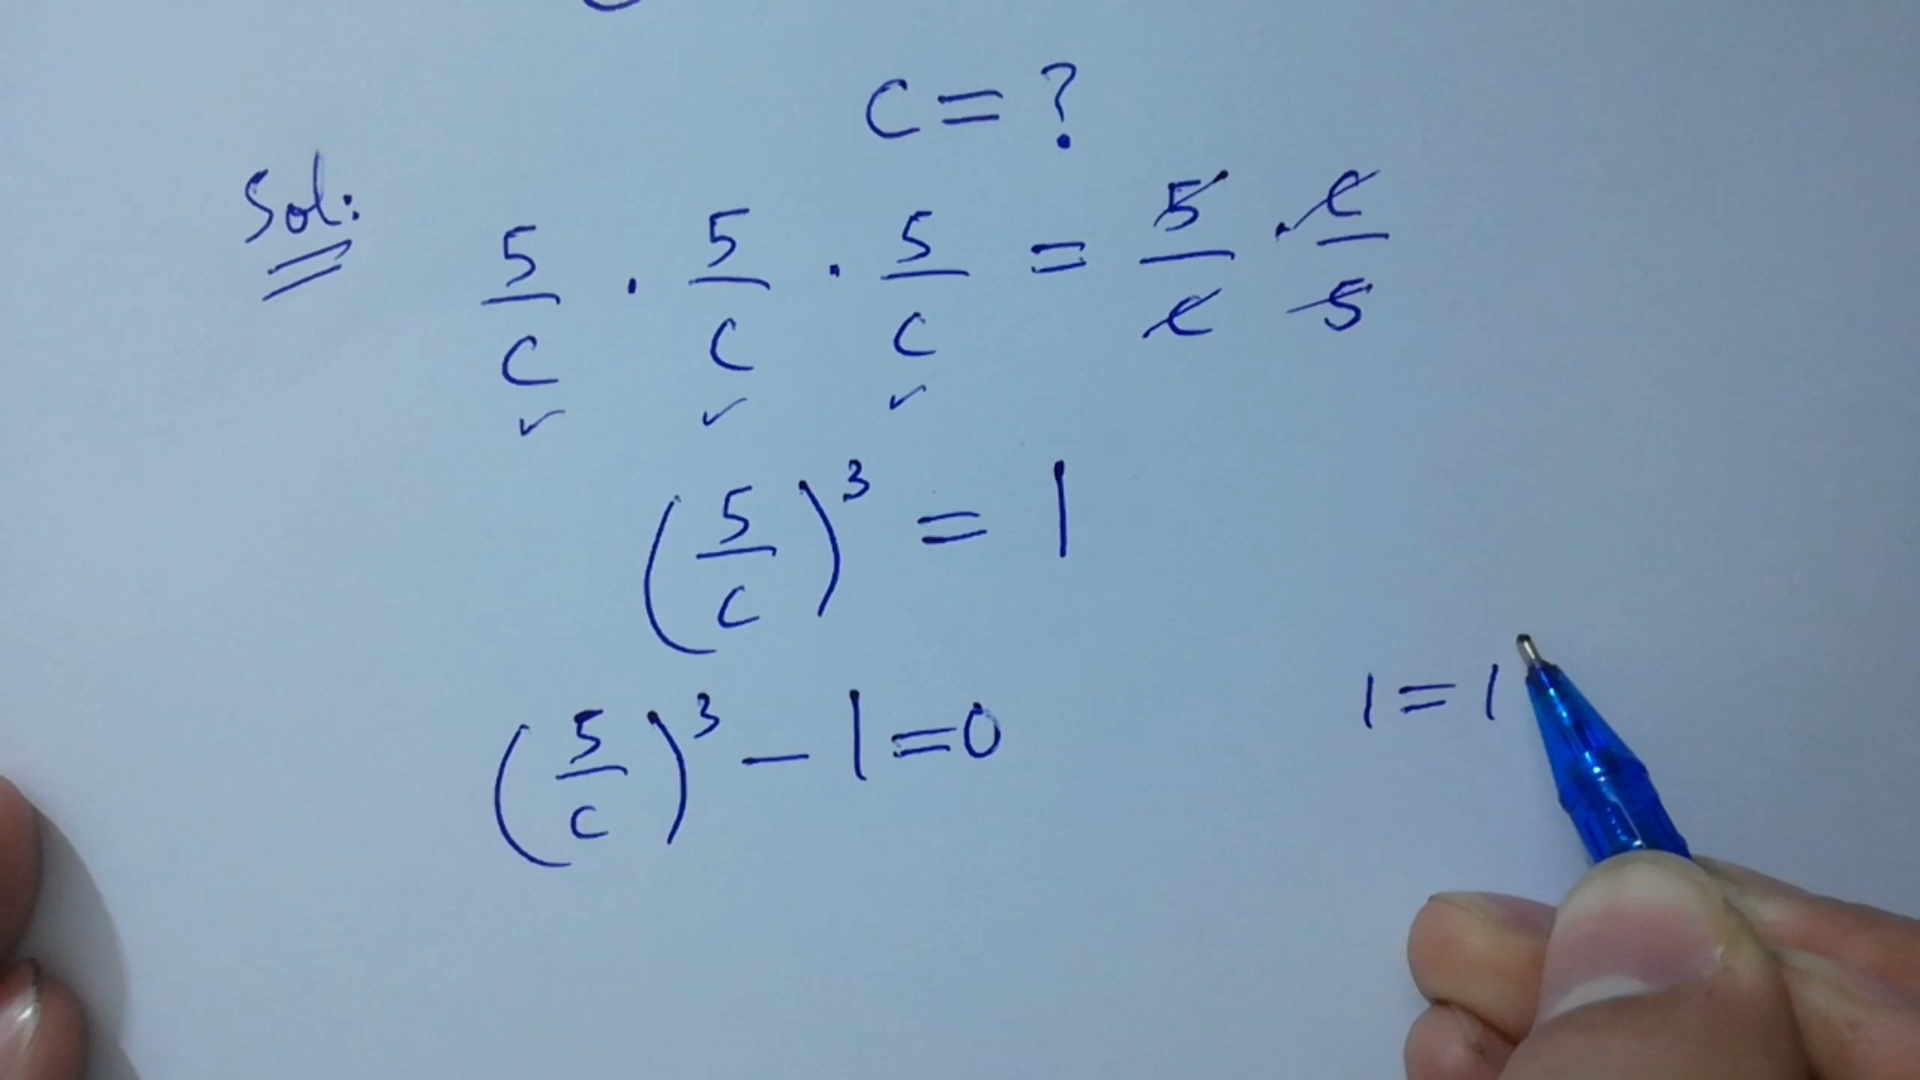 c = ?
Sol:
5/c . 5/c . 5/c = 5/c . c/5
(5/c)³ = 1
(5/c)³ - 1 = 0
1 = 1